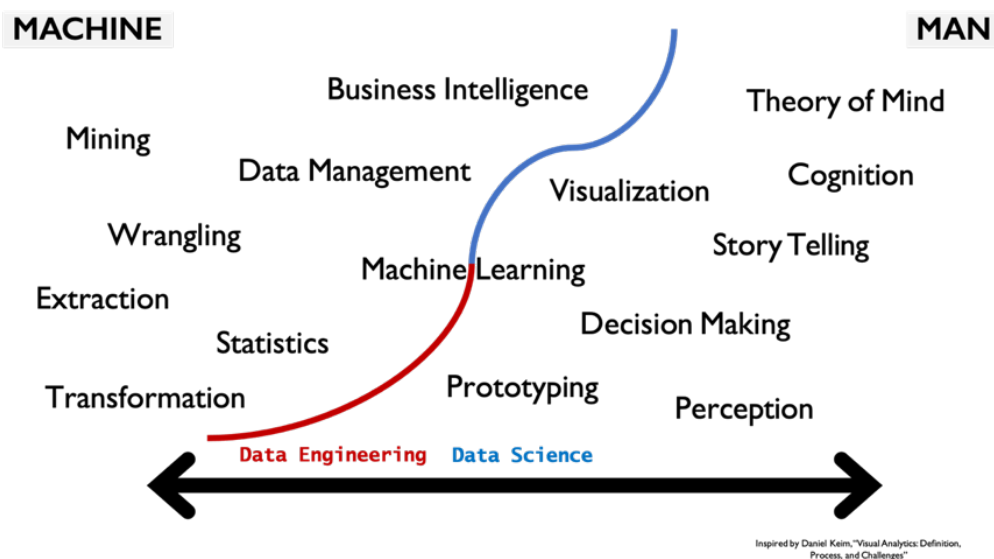 MACHINE
MAN
Business Intelligence
Theory of Mind
Mining
Data Management
Cognition
Visualization
Wrangling
Story Telling
Machine Learning
Extraction
Decision Making
Statistics
Prototyping
Transformation
Perception
Data Engineering
Data Science
Inspired by Daniel Keim, "Visual Analytics: Definition,
Process, and Challenges"